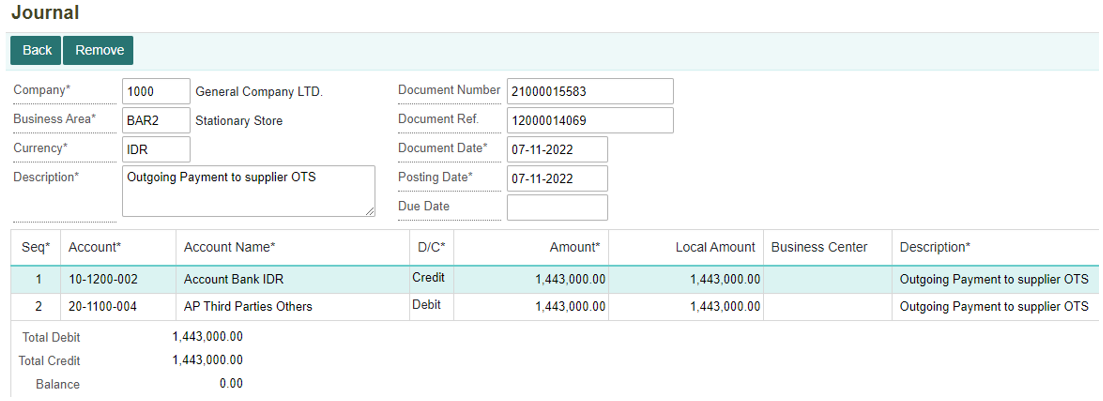 Journal
Back Remove
Company* 1000 General Company LTD. Document Number 21000015583
Business Area* BAR2 Stationary Store Document Ref. 12000014069
Currency* IDR Document Date* 07-11-2022
Description* Outgoing Payment to supplier OTS Posting Date* 07-11-2022
Due Date
Seq* Account* Account Name* D/C* Amount* Local Amount Business Center Description*
1 10-1200-002 Account Bank IDR Credit 1,443,000.00 1,443,000.00 Outgoing Payment to supplier OTS
2 20-1100-004 AP Third Parties Others Debit 1,443,000.00 1,443,000.00 Outgoing Payment to supplier OTS
Total Debit 1,443,000.00
Total Credit 1,443,000.00
Balance 0.00